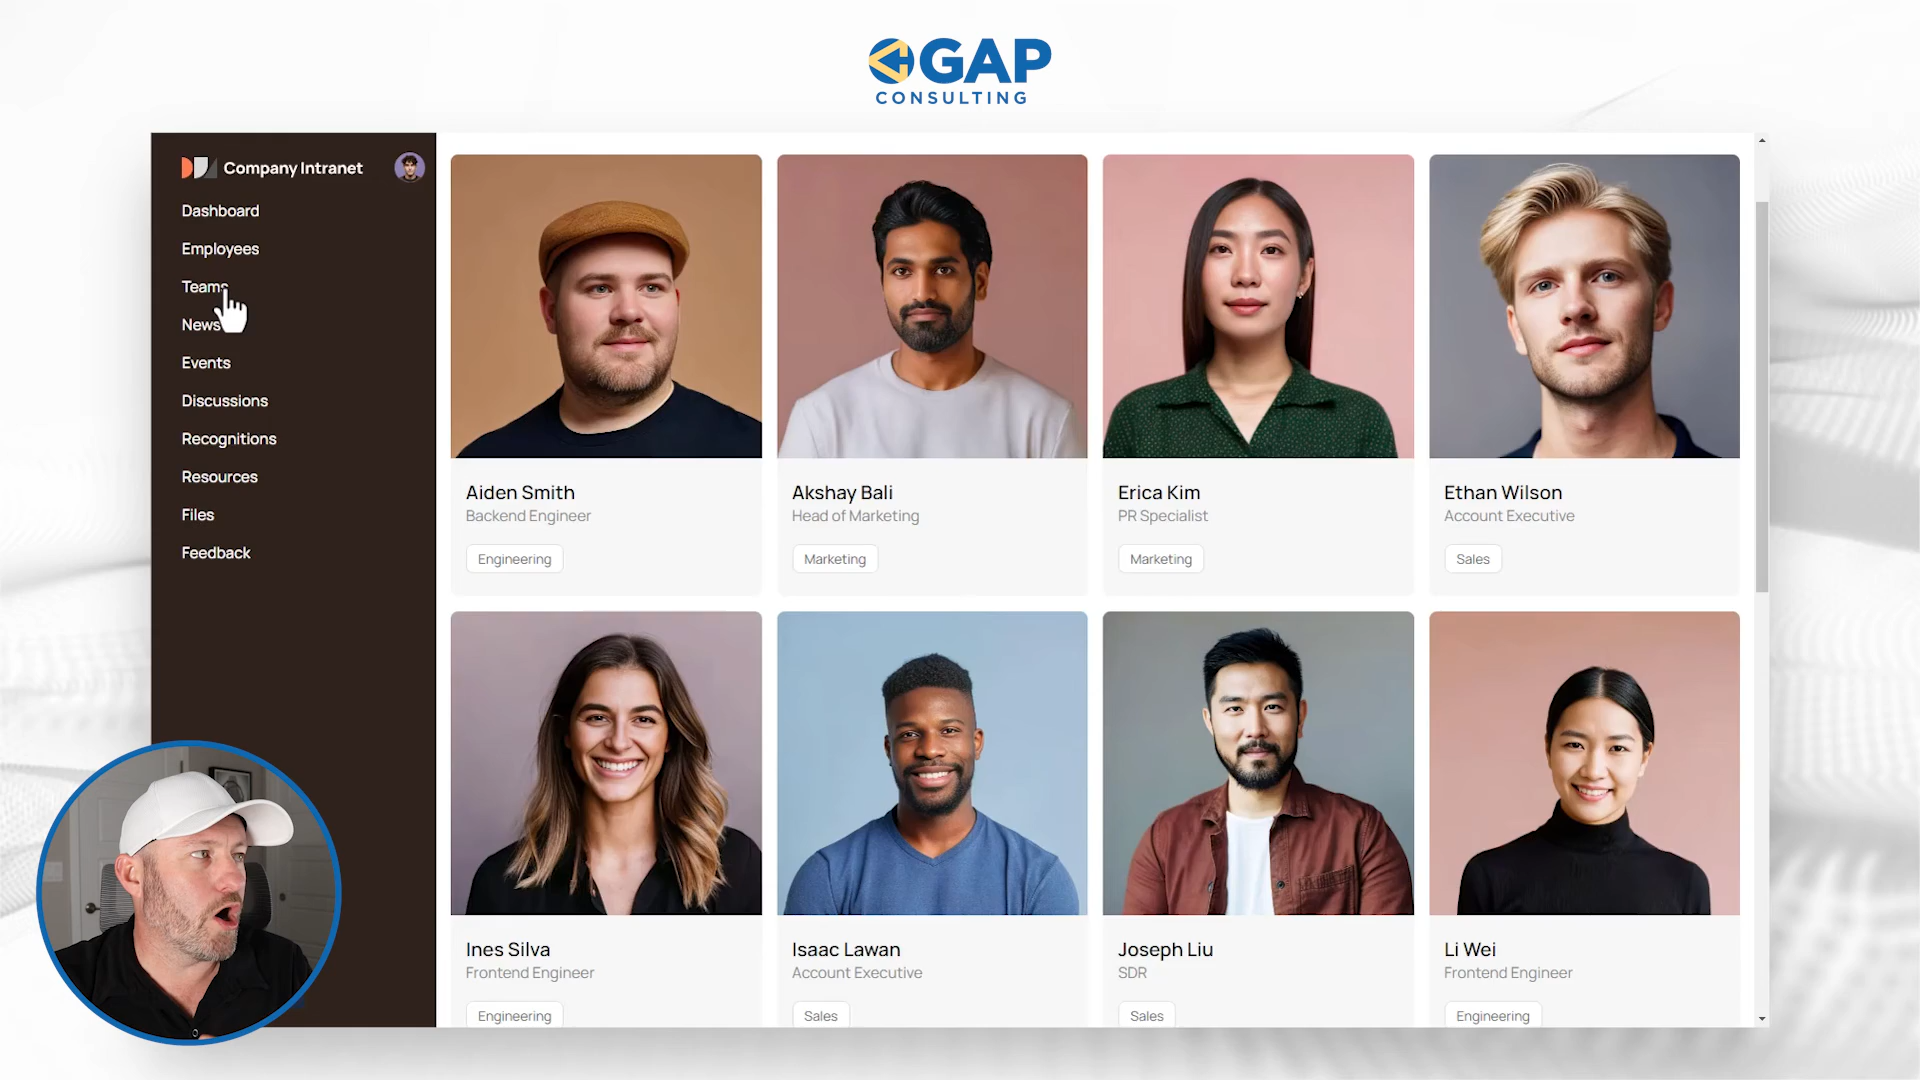 GAP
CONSULTING
Company Intranet
Dashboard
Employees
Teams
News
Events
Discussions
Recognitions
Resources
Files
Feedback
Aiden Smith
Backend Engineer
Engineering
Akshay Bali
Head of Marketing
Marketing
Erica Kim
PR Specialist
Marketing
Ethan Wilson
Account Executive
Sales
Ines Silva
Frontend Engineer
Engineering
Isaac Lawan
Account Executive
Sales
Joseph Liu
SDR
Sales
Li Wei
Frontend Engineer
Engineering